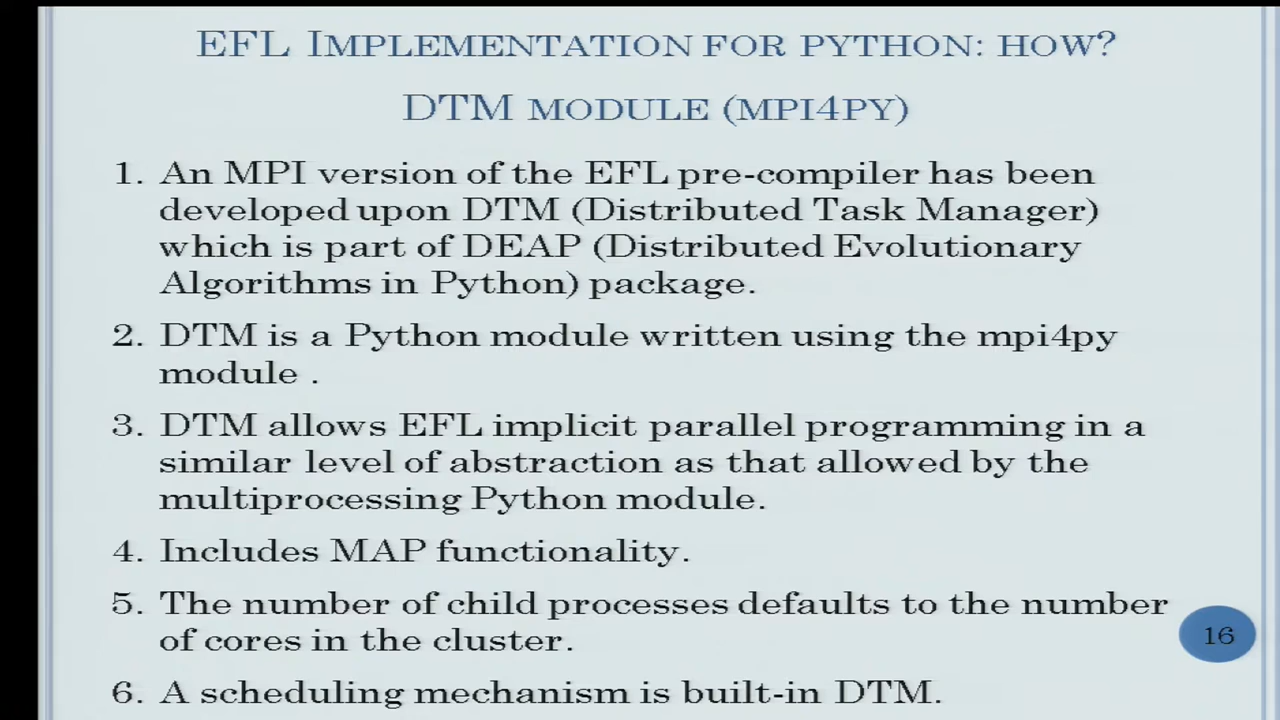 EFL IMPLEMENTATION FOR PYTHON: HOW?
DTM MODULE (MPI4PY)
1. An MPI version of the EFL pre-compiler has been
developed upon DTM (Distributed Task Manager)
which is part of DEAP (Distributed Evolutionary
Algorithms in Python) package.
2. DTM is a Python module written using the mpi4py
module .
3. DTM allows EFL implicit parallel programming in a
similar level of abstraction as that allowed by the
multiprocessing Python module.
4. Includes MAP functionality.
5. The number of child processes defaults to the number
of cores in the cluster.
16
6. A scheduling mechanism is built-in DTM.